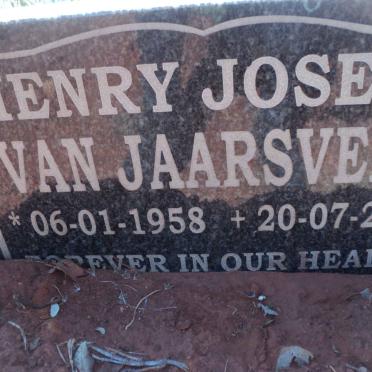 HENRY JOSE
VAN JAARSVE
* 06-01-1958 + 20-07-2
FOREVER IN OUR HEA